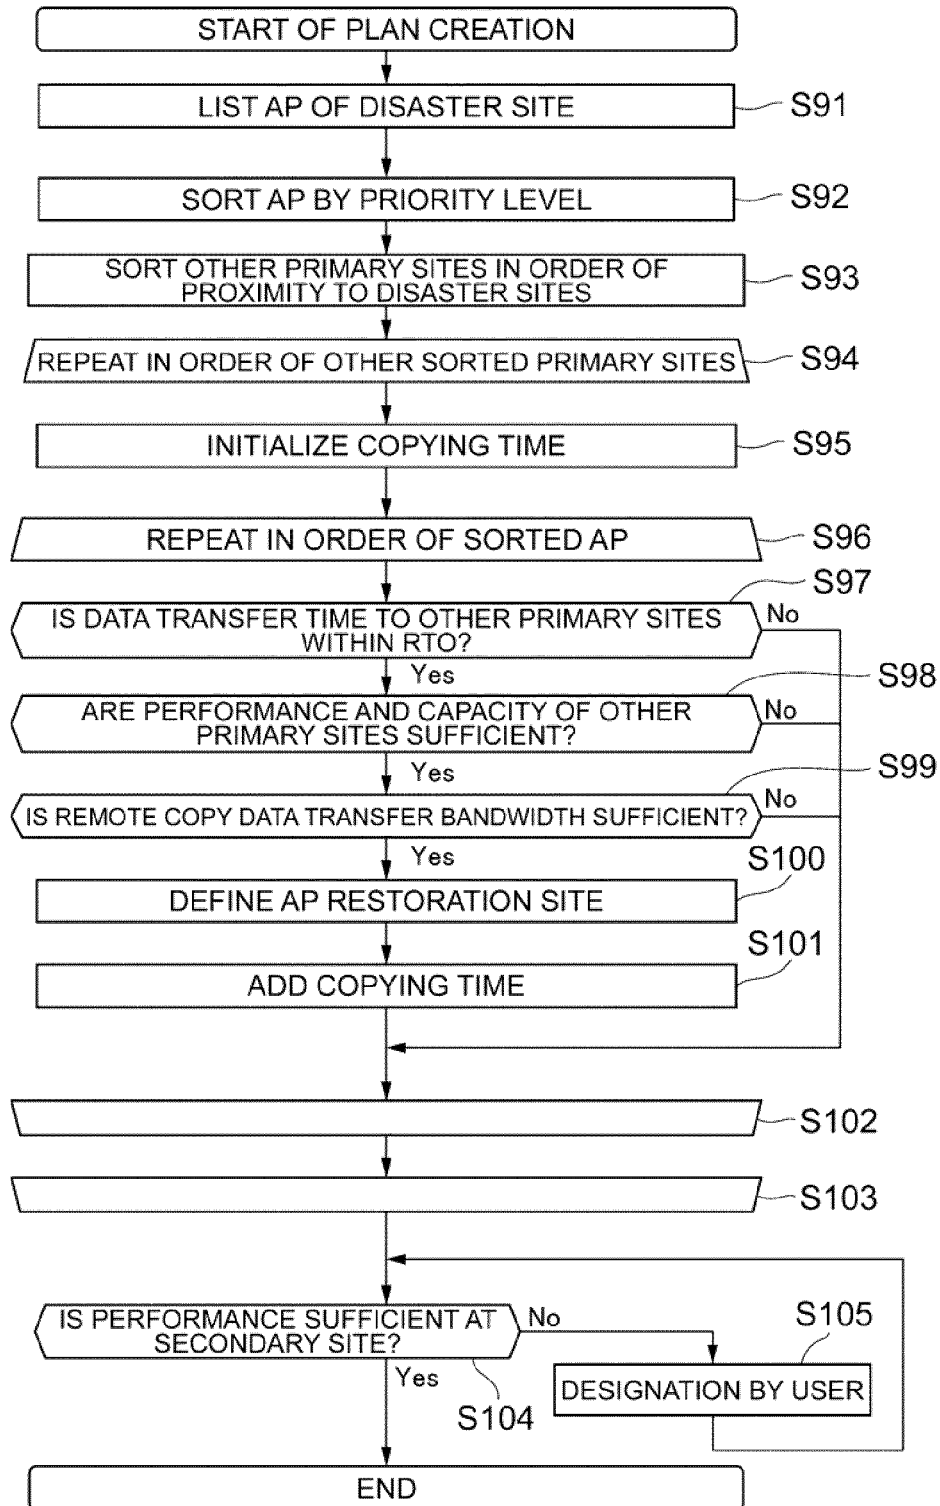 START OF PLAN CREATION
LIST AP OF DISASTER SITE
S91
SORT AP BY PRIORITY LEVEL
S92
SORT OTHER PRIMARY SITES IN ORDER OF
PROXIMITY TO DISASTER SITES
S93
REPEAT IN ORDER OF OTHER SORTED PRIMARY SITES
S94
INITIALIZE COPYING TIME
S95
REPEAT IN ORDER OF SORTED AP
S96
S97
IS DATA TRANSFER TIME TO OTHER PRIMARY SITES
WITHIN RTO?
No
Yes
S98
ARE PERFORMANCE AND CAPACITY OF OTHER
PRIMARY SITES SUFFICIENT?
No
Yes
S99
IS REMOTE COPY DATA TRANSFER BANDWIDTH SUFFICIENT?
No
Yes
S100
DEFINE AP RESTORATION SITE
S101
ADD COPYING TIME
S102
S103
IS PERFORMANCE SUFFICIENT AT
SECONDARY SITE?
No
Yes
S104
S105
DESIGNATION BY USER
END